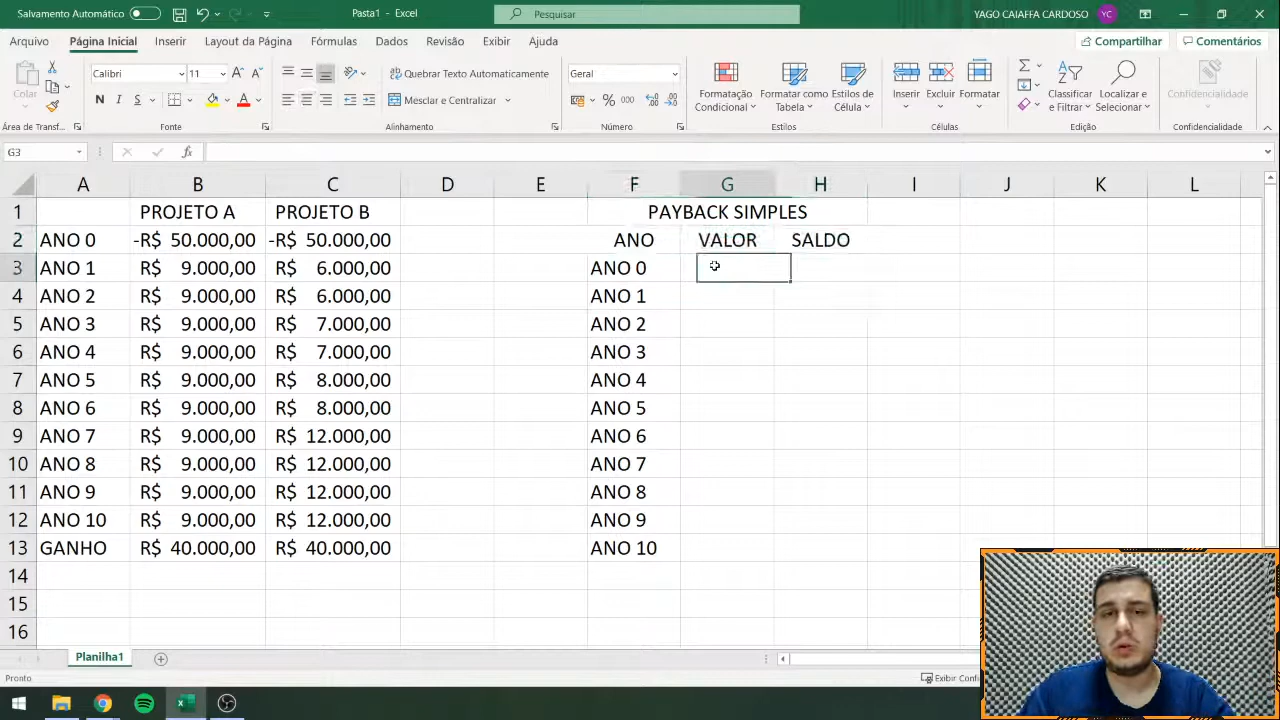 Salvamento Automático
Pasta1 - Excel
Pesquisar
YAGO CAIAFFA CARDOSO YC
Arquivo Página Inicial Inserir Layout da Página Fórmulas Dados Revisão Exibir Ajuda Compartilhar Comentários
Colar
Calibri 11
N I S
Quebrar Texto Automaticamente
Mesclar e Centralizar
Geral
% 000
Formatação Condicional
Formatar como Tabela
Estilos de Célula
Inserir
Excluir
Formatar
Classificar e Filtrar
Localizar e Selecionar
Confidencialidade
Área de Transf... Fonte Alinhamento Número Estilos Células Edição Confidencialidade
G3 fx
A B C D E F G H I J K L
1 PROJETO A PROJETO B PAYBACK SIMPLES
2 ANO 0 -R$ 50.000,00 -R$ 50.000,00 ANO VALOR SALDO
3 ANO 1 R$ 9.000,00 R$ 6.000,00 ANO 0
4 ANO 2 R$ 9.000,00 R$ 6.000,00 ANO 1
5 ANO 3 R$ 9.000,00 R$ 7.000,00 ANO 2
6 ANO 4 R$ 9.000,00 R$ 7.000,00 ANO 3
7 ANO 5 R$ 9.000,00 R$ 8.000,00 ANO 4
8 ANO 6 R$ 9.000,00 R$ 8.000,00 ANO 5
9 ANO 7 R$ 9.000,00 R$ 12.000,00 ANO 6
10 ANO 8 R$ 9.000,00 R$ 12.000,00 ANO 7
11 ANO 9 R$ 9.000,00 R$ 12.000,00 ANO 8
12 ANO 10 R$ 9.000,00 R$ 12.000,00 ANO 9
13 GANHO R$ 40.000,00 R$ 40.000,00 ANO 10
14
15
16
Planilha1
Pronto
Exibir Confi